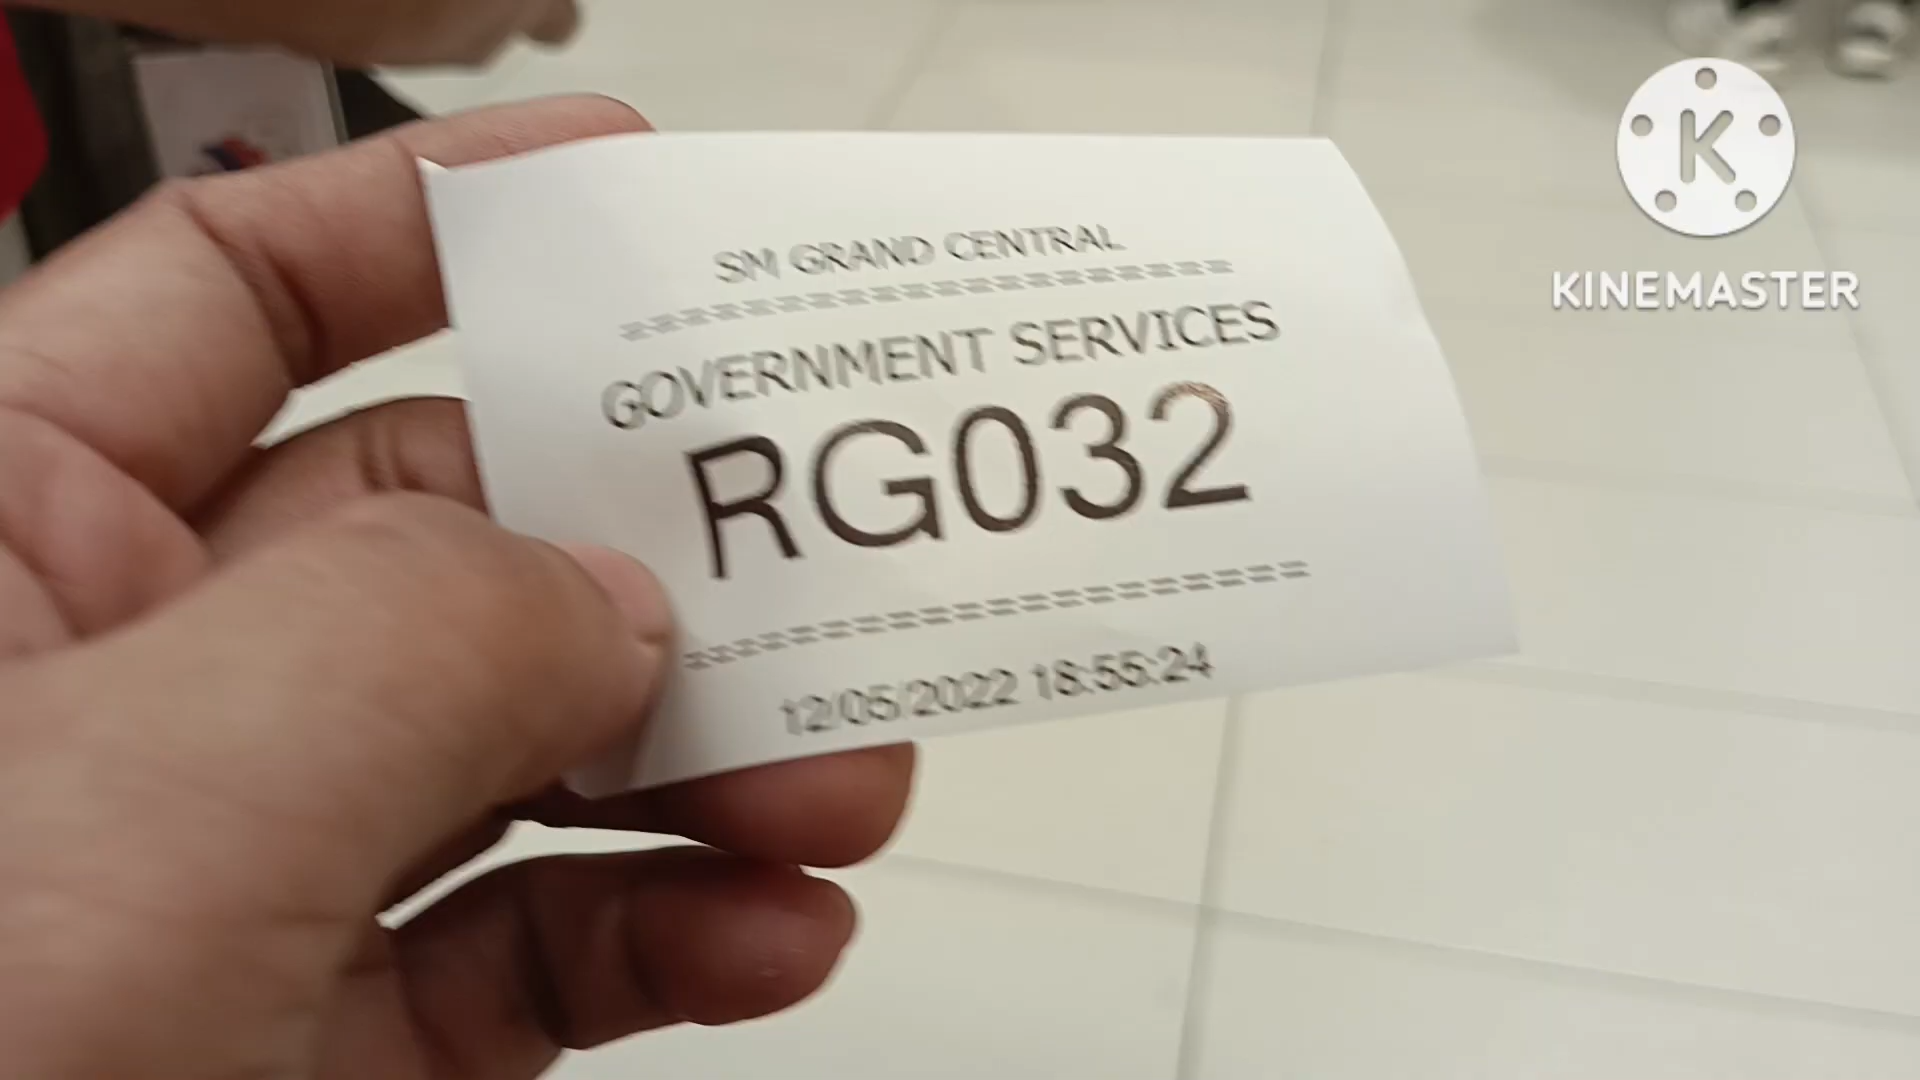 SM GRAND CENTRAL
==================
GOVERNMENT SERVICES
RG032
===================
12/05/2022 18:55:24
K
KINEMASTER